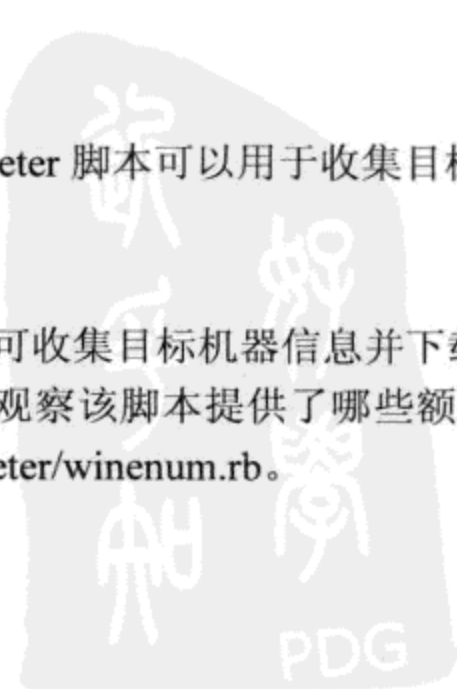 eter 脚本可以用于收集目
可收集目标机器信息并下
观察该脚本提供了哪些额
eter/winenum.rb。
PDG